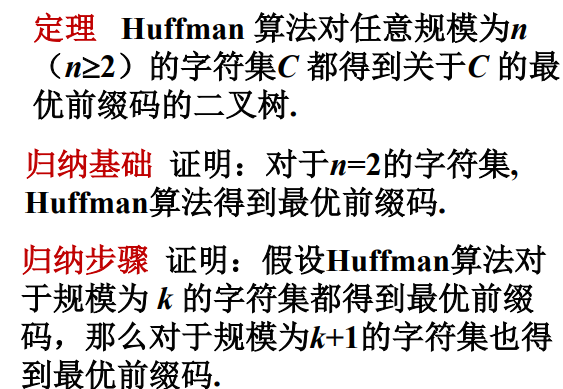 定理 Huffman 算法对任意规模为n
（n≥2）的字符集C 都得到关于C 的最
优前缀码的二叉树.
归纳基础 证明：对于n=2的字符集,
Huffman算法得到最优前缀码.
归纳步骤 证明：假设Huffman算法对
于规模为 k 的字符集都得到最优前缀
码，那么对于规模为k+1的字符集也得
到最优前缀码.